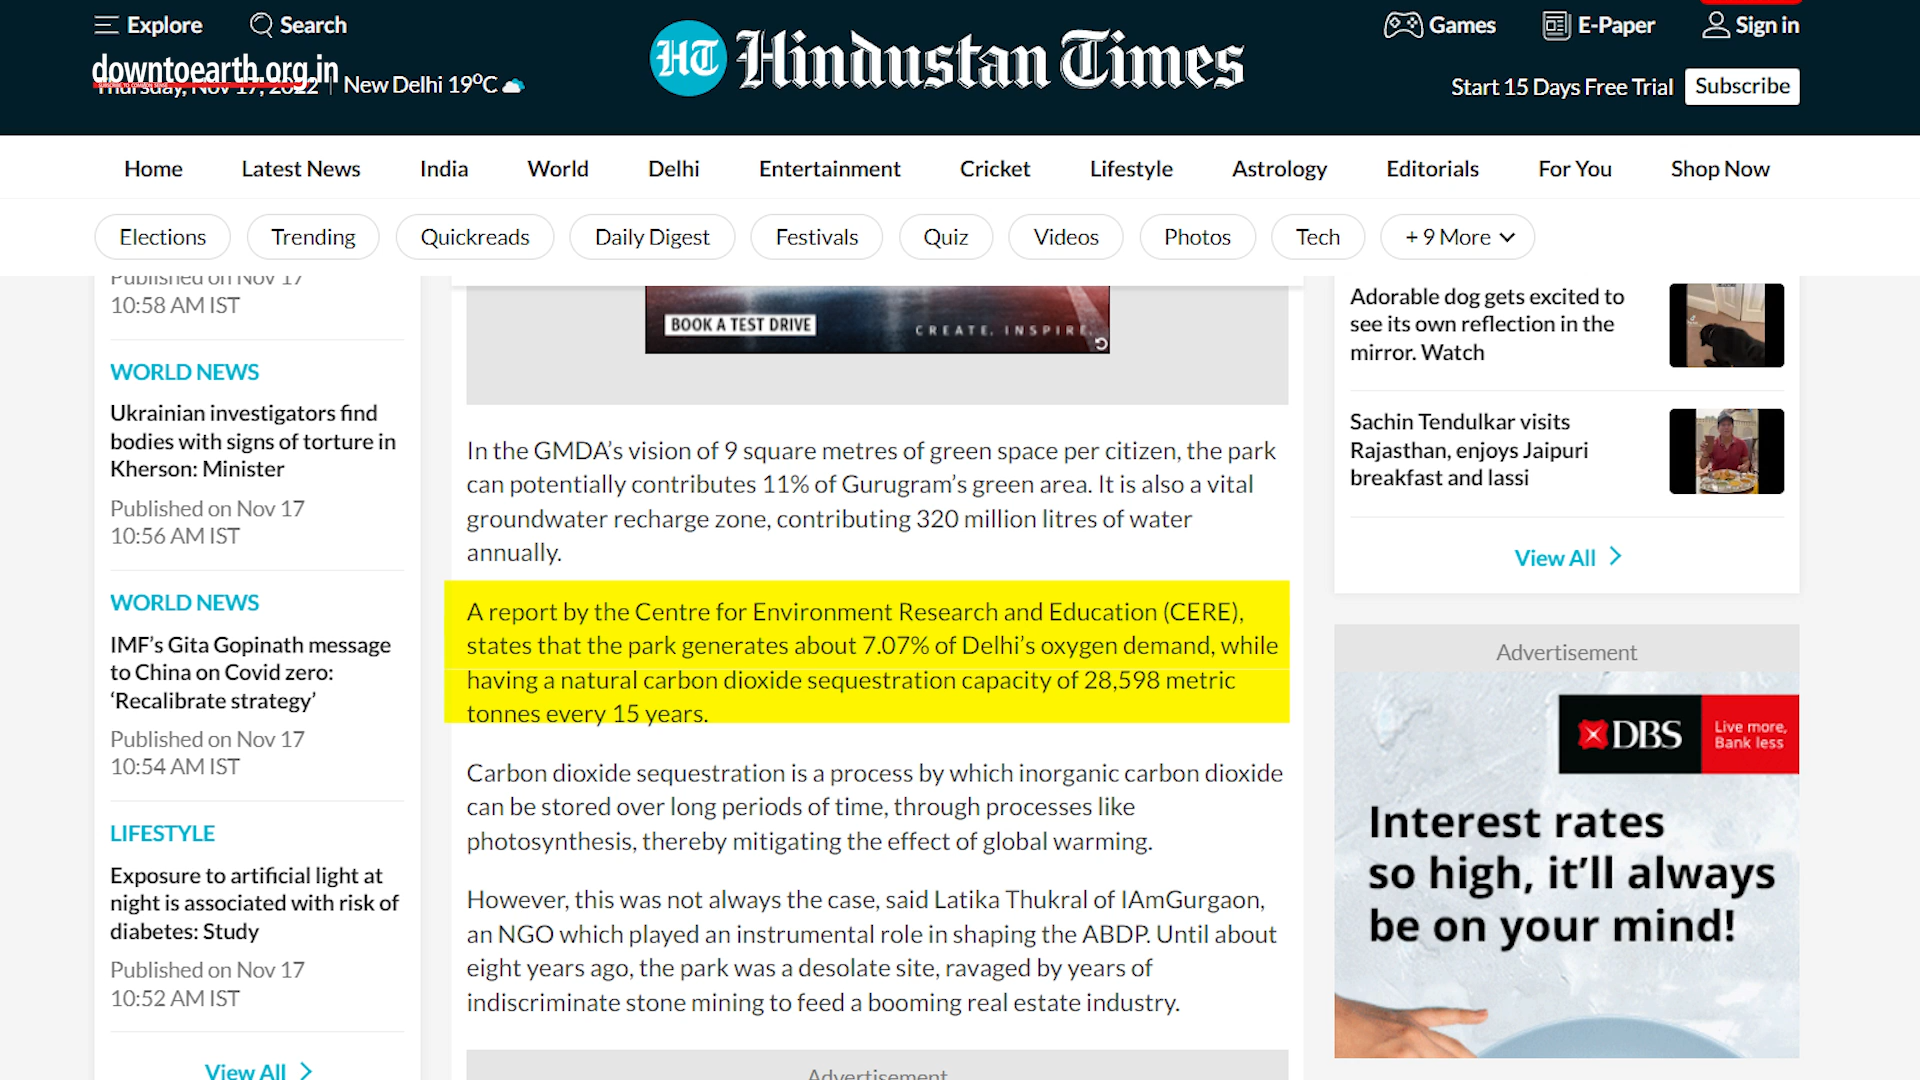 Explore
Search
HT Hindustan Times
Games
E-Paper
Sign in
downtoearth.org.in
SUBSCRIBE TO COMMON SENSE
Thursday, Nov 17, 2022
New Delhi 19°C
Start 15 Days Free Trial
Subscribe
Home
Latest News
India
World
Delhi
Entertainment
Cricket
Lifestyle
Astrology
Editorials
For You
Shop Now
Elections
Trending
Quickreads
Daily Digest
Festivals
Quiz
Videos
Photos
Tech
+ 9 More
Published on Nov 17
10:58 AM IST
WORLD NEWS
Ukrainian investigators find
bodies with signs of torture in
Kherson: Minister
Published on Nov 17
10:56 AM IST
WORLD NEWS
IMF's Gita Gopinath message
to China on Covid zero:
‘Recalibrate strategy’
Published on Nov 17
10:54 AM IST
LIFESTYLE
Exposure to artificial light at
night is associated with risk of
diabetes: Study
Published on Nov 17
10:52 AM IST
View All
BOOK A TEST DRIVE
CREATE. INSPIRE.
In the GMDA’s vision of 9 square metres of green space per citizen, the park
can potentially contributes 11% of Gurugram’s green area. It is also a vital
groundwater recharge zone, contributing 320 million litres of water
annually.
A report by the Centre for Environment Research and Education (CERE),
states that the park generates about 7.07% of Delhi’s oxygen demand, while
having a natural carbon dioxide sequestration capacity of 28,598 metric
tonnes every 15 years.
Carbon dioxide sequestration is a process by which inorganic carbon dioxide
can be stored over long periods of time, through processes like
photosynthesis, thereby mitigating the effect of global warming.
However, this was not always the case, said Latika Thukral of IAmGurgaon,
an NGO which played an instrumental role in shaping the ABDP. Until about
eight years ago, the park was a desolate site, ravaged by years of
indiscriminate stone mining to feed a booming real estate industry.
Advertisement
Adorable dog gets excited to
see its own reflection in the
mirror. Watch
Sachin Tendulkar visits
Rajasthan, enjoys Jaipuri
breakfast and lassi
View All
Advertisement
DBS
Live more,
Bank less
Interest rates
so high, it’ll always
be on your mind!